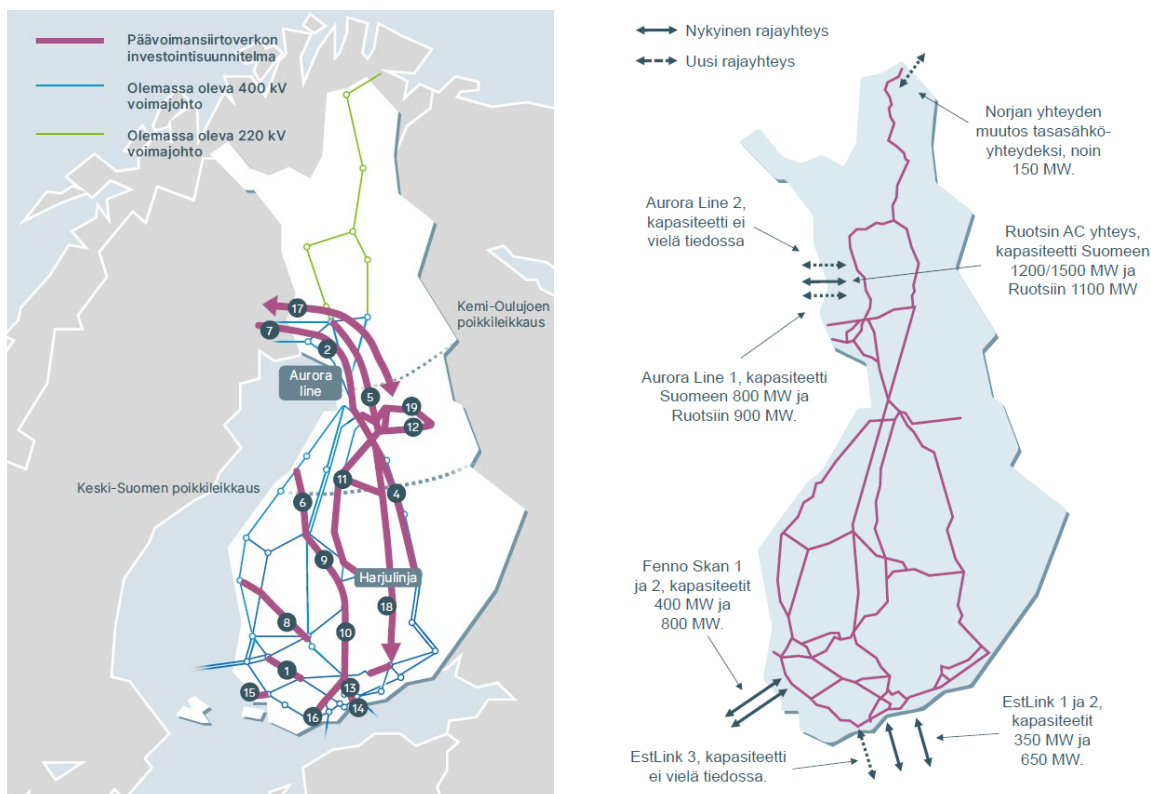 Päävoimansiirtoverkon
investointisuunnitelma
Olemassa oleva 400 kV
voimajohto
Olemassa oleva 220 kV
voimajohto
17
Kemi-Oulujoen
poikkileikkaus
7
2
Aurora
line
5
19
12
11
4
Keski-Suomen poikkileikkaus
6
9
Harjulinja
18
8
10
1
13
15
14
16
Nykyinen rajayhteys
Uusi rajayhteys
Norjan yhteyden
muutos tasasähkö-
yhteydeksi, noin
150 MW.
Aurora Line 2,
kapasiteetti ei
vielä tiedossa
Ruotsin AC yhteys,
kapasiteetti Suomeen
1200/1500 MW ja
Ruotsiin 1100 MW
Aurora Line 1, kapasiteetti
Suomeen 800 MW ja
Ruotsiin 900 MW.
Fenno Skan 1
ja 2, kapasiteetit
400 MW ja
800 MW.
EstLink 1 ja 2,
kapasiteetit
350 MW ja
650 MW.
EstLink 3, kapasiteetti
ei vielä tiedossa.